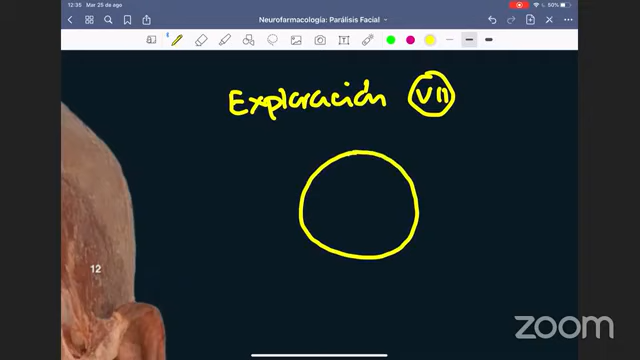 12:35 Mar 25 de ago
Neurofarmacología: Parálisis Facial
50%
Exploración VII
12
zoom